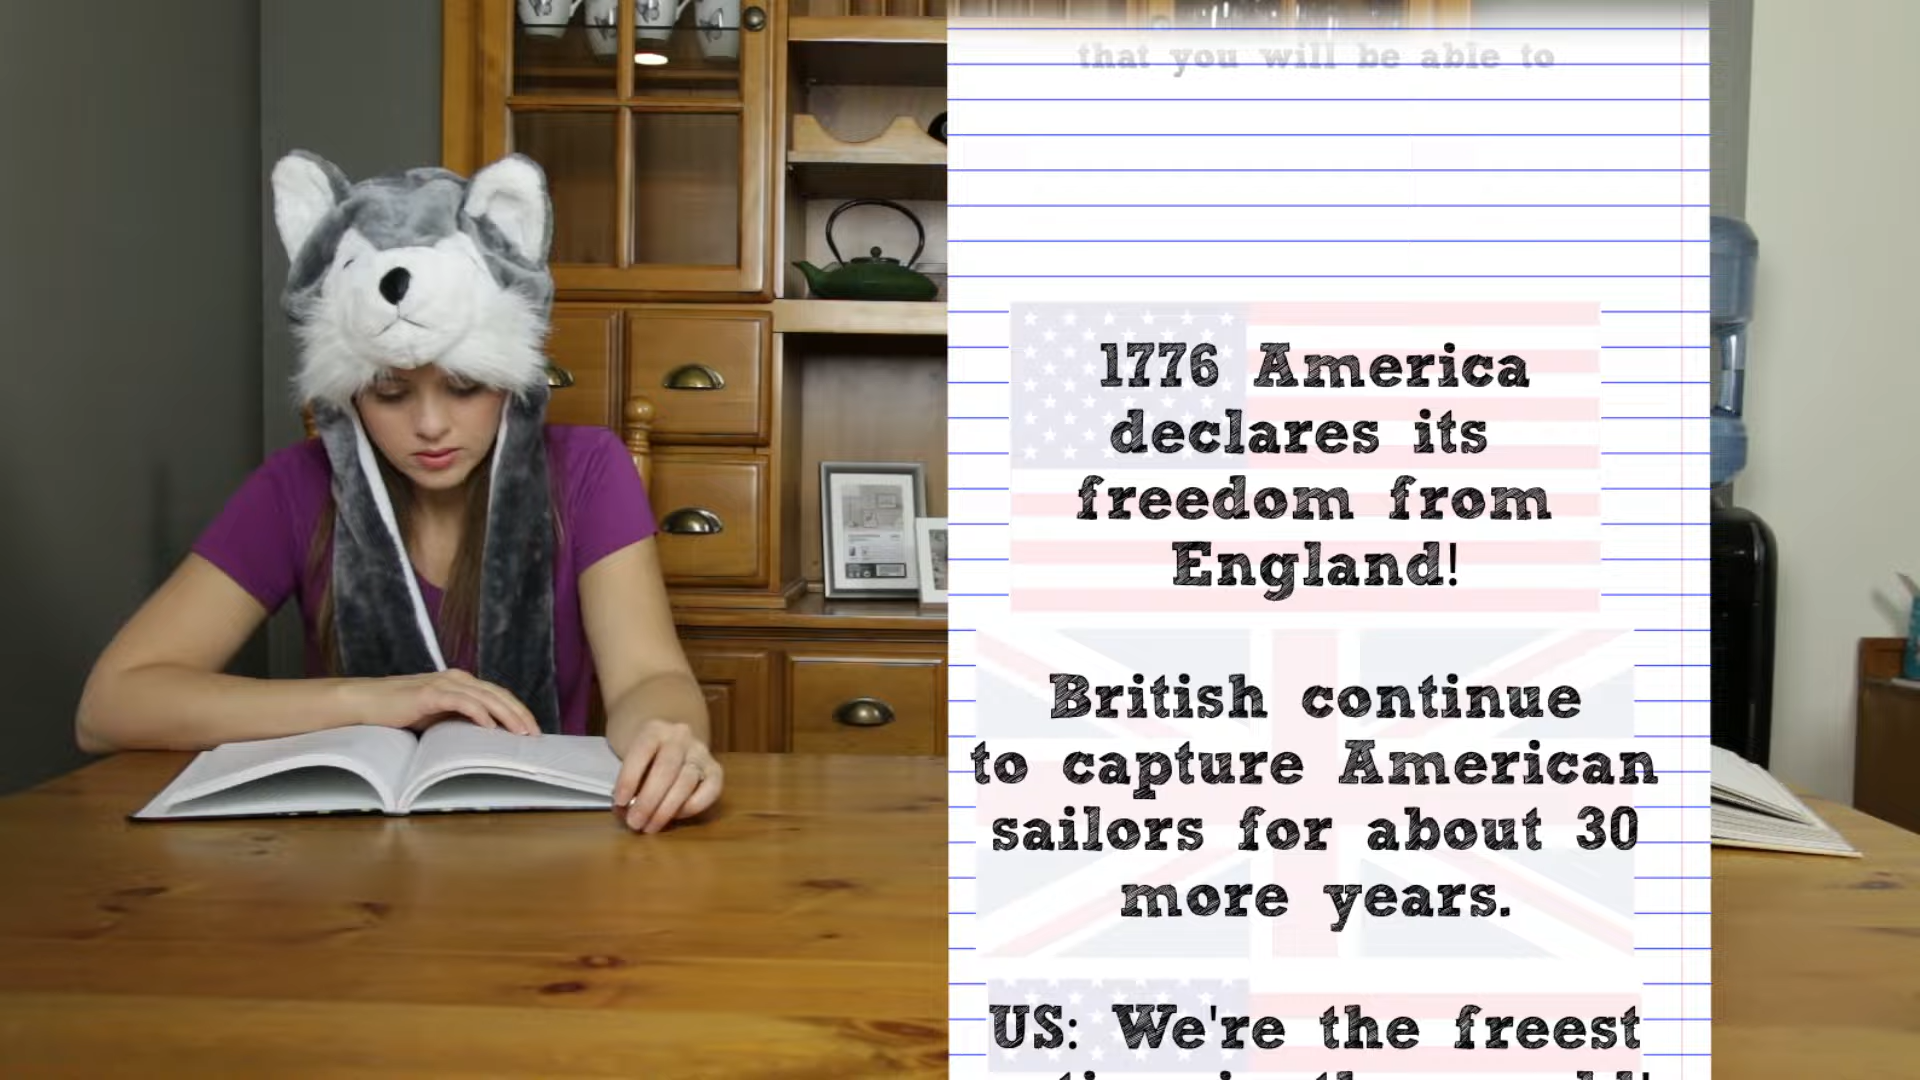 that you will be able to
1776 America
declares its
freedom from
England!
British continue
to capture American
sailors for about 30
more years.
US: We're the freest